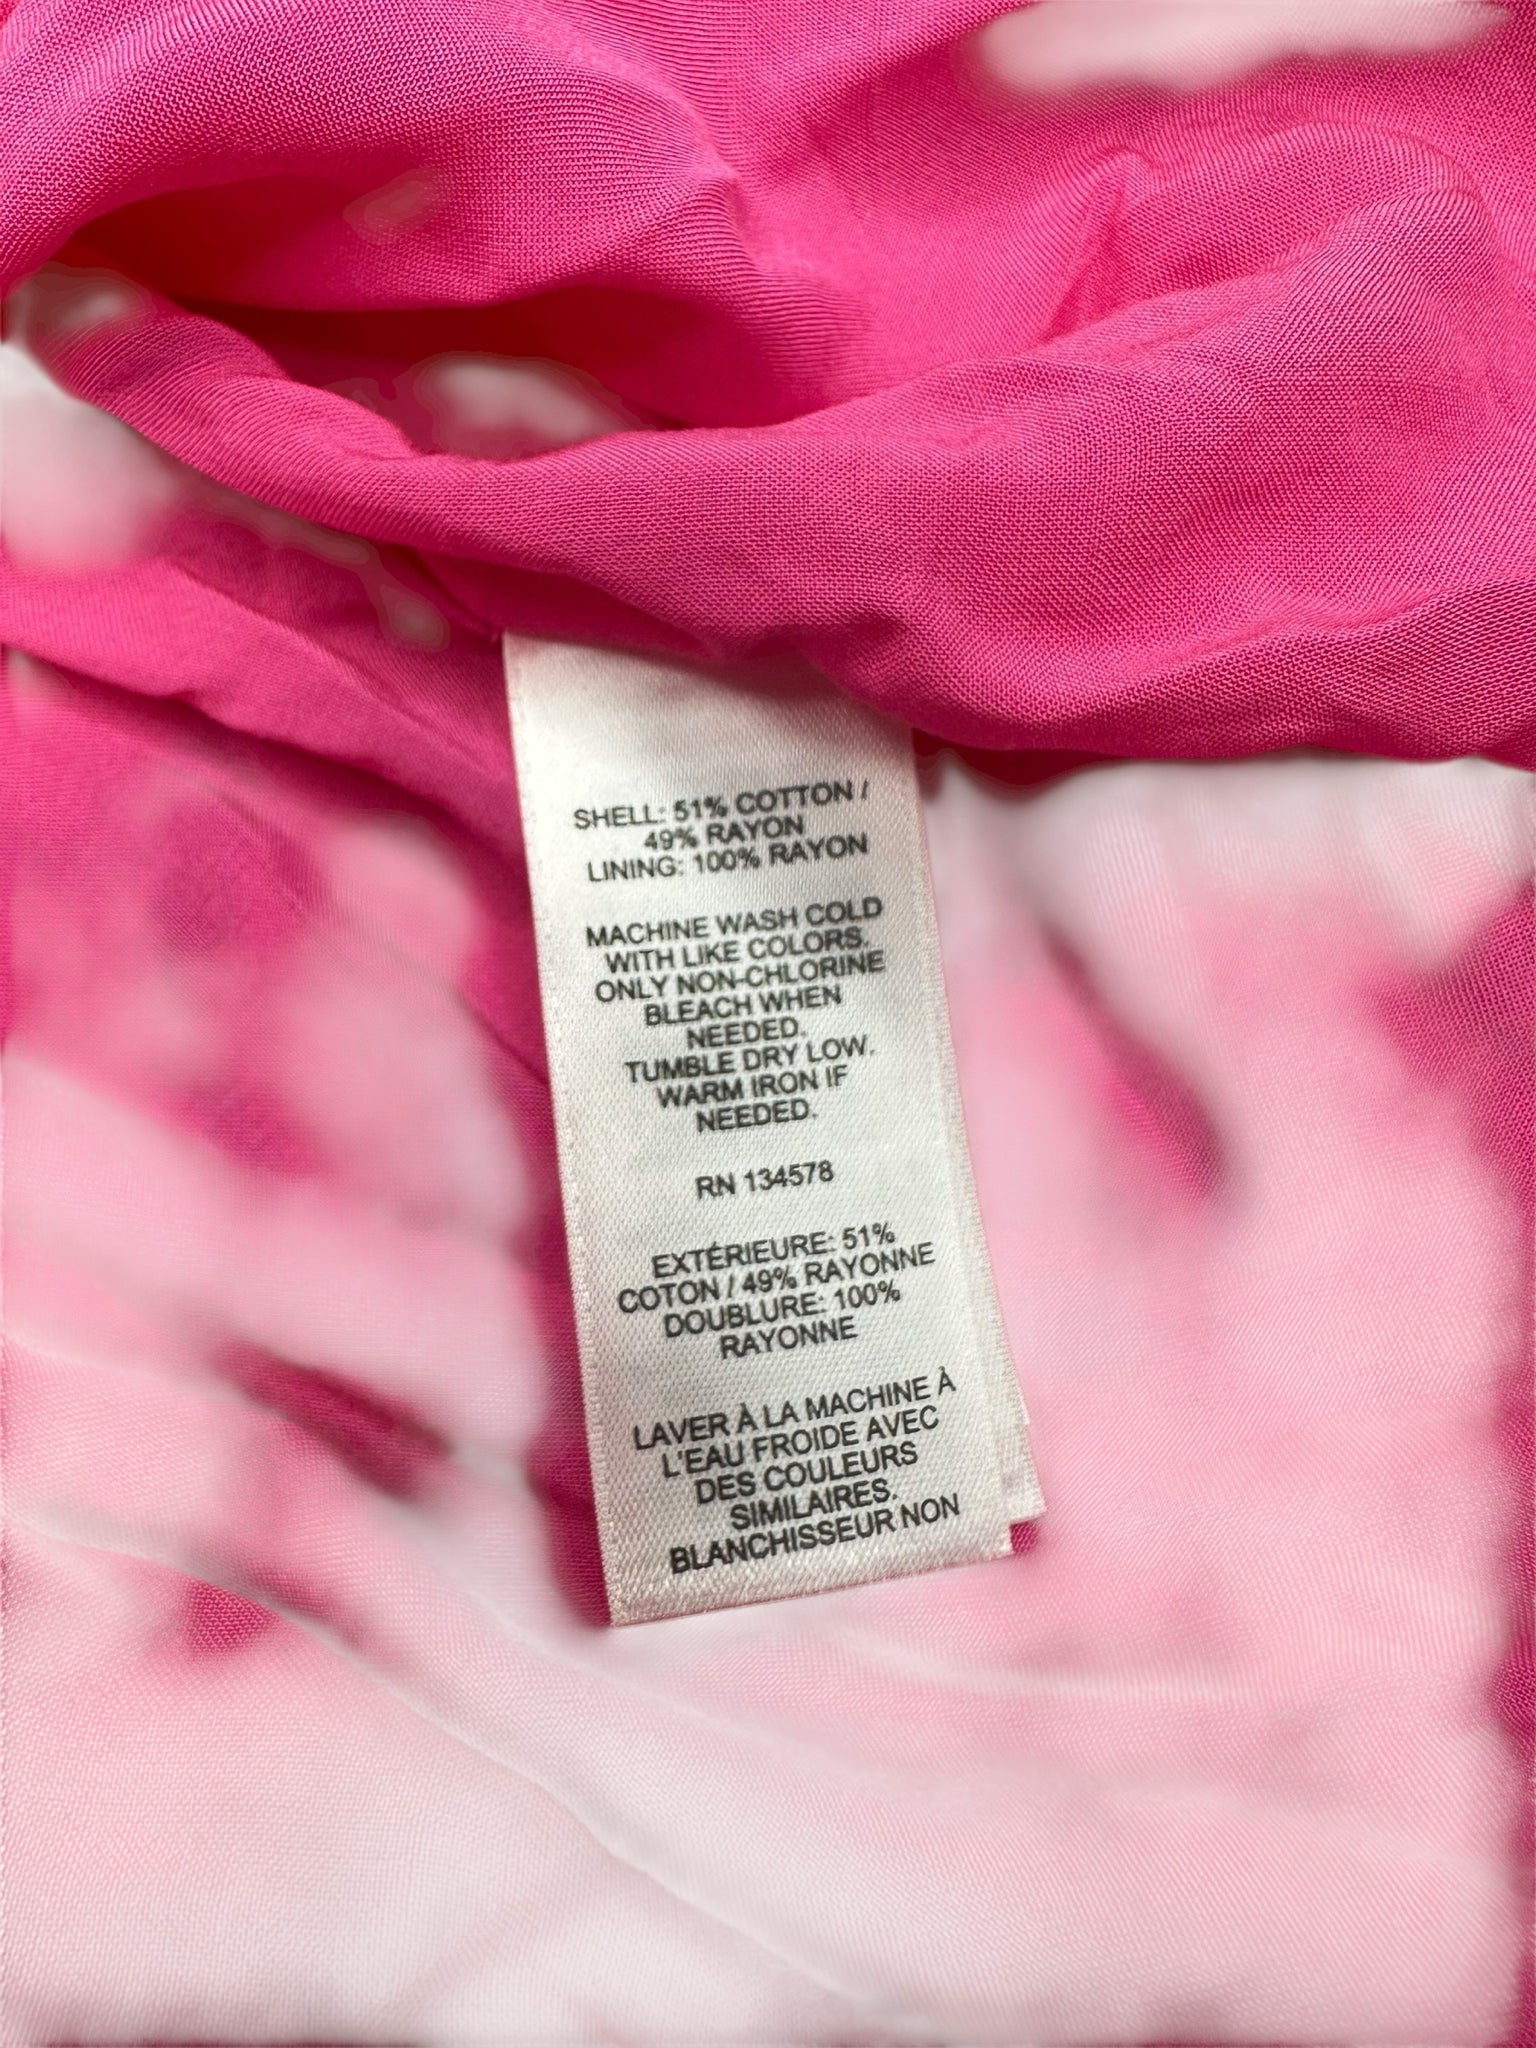 SHELL: 51% COTTON /
49% RAYON
LINING: 100% RAYON
MACHINE WASH COLD
WITH LIKE COLORS.
ONLY NON-CHLORINE
BLEACH WHEN
NEEDED.
TUMBLE DRY LOW.
WARM IRON IF
NEEDED.
RN 134578
EXTÉRIEURE: 51%
COTON / 49% RAYONNE
DOUBLURE: 100%
RAYONNE
LAVER À LA MACHINE À
L'EAU FROIDE AVEC
DES COULEURS
SIMILAIRES.
BLANCHISSEUR NON